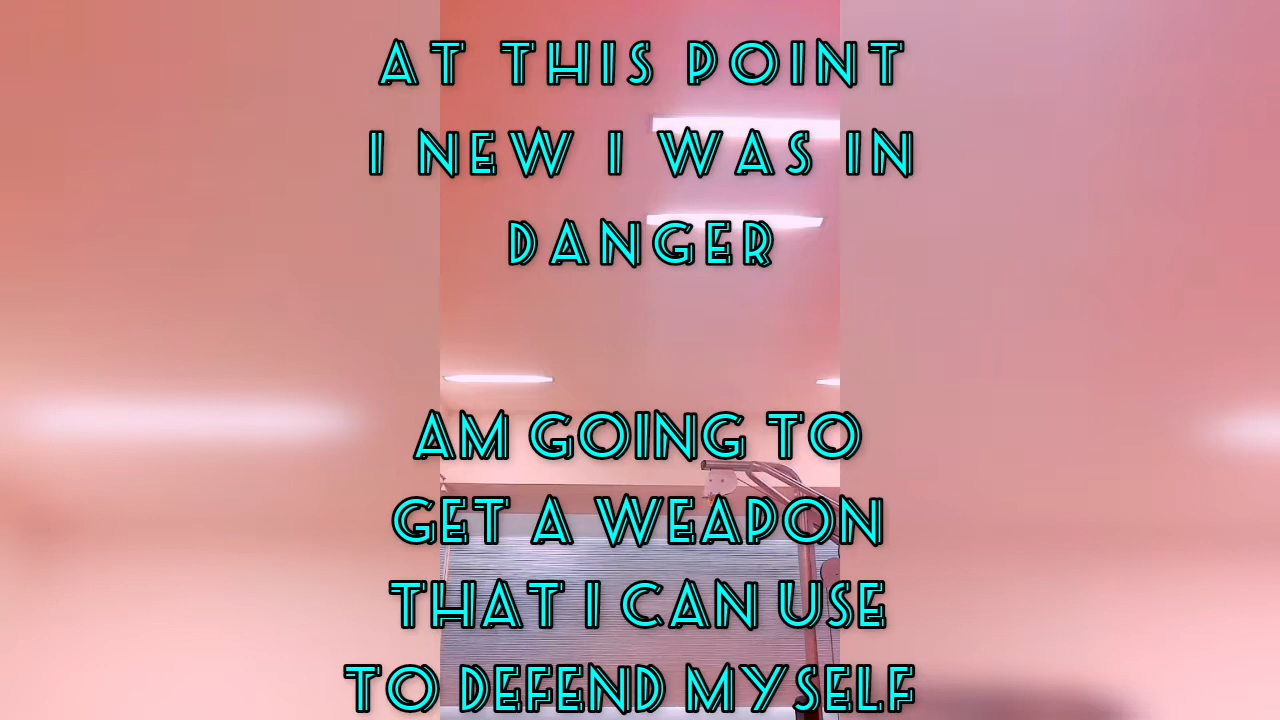 AT THIS POINT
I NEW I WAS IN
DANGER
AM GOING TO
GET A WEAPON
THAT I CAN USE
TO DEFEND MYSELF